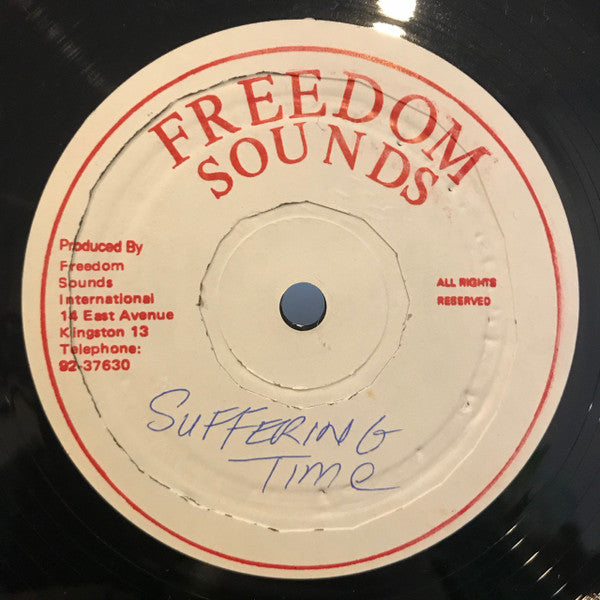 FREEDOM
SOUNDS
Produced By
Freedom
Sounds
International
14 East Avenue
Kingston 13
Telephone:
92-37630
ALL RIGHTS
RESERVED
SUFFERING
TIME